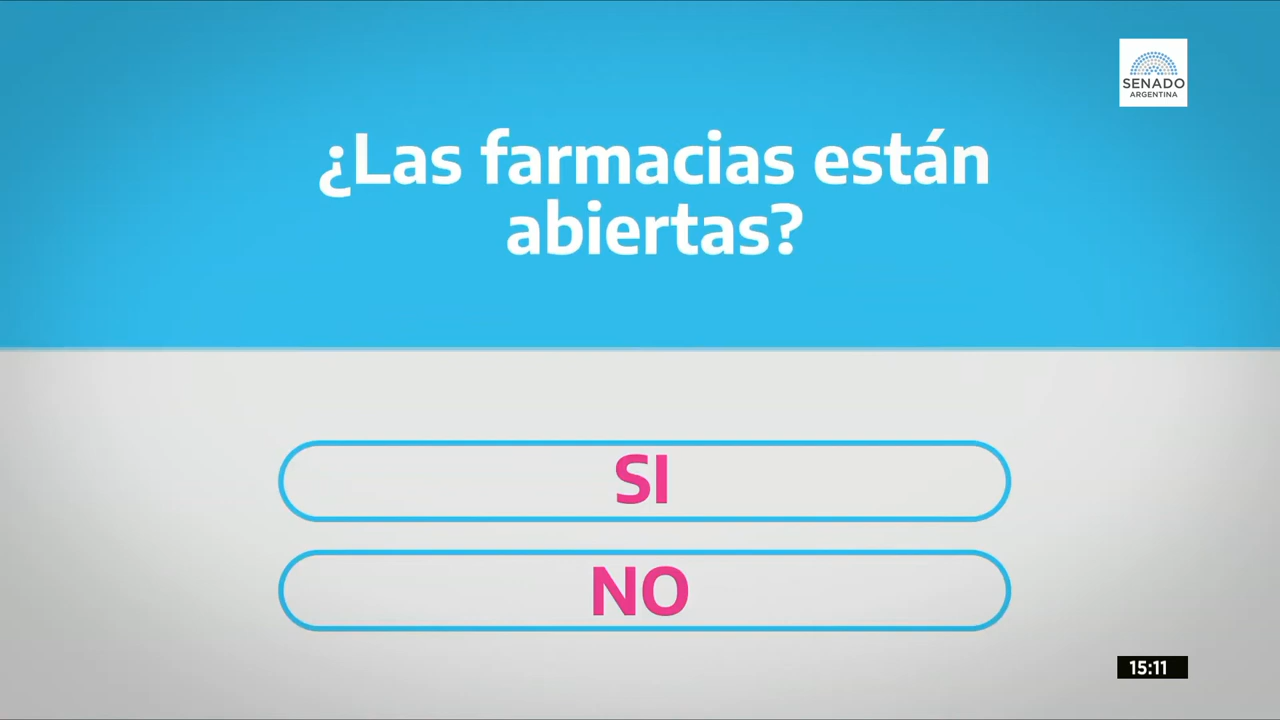 SENADO
ARGENTINA
¿Las farmacias están
abiertas?
SI
NO
15:11